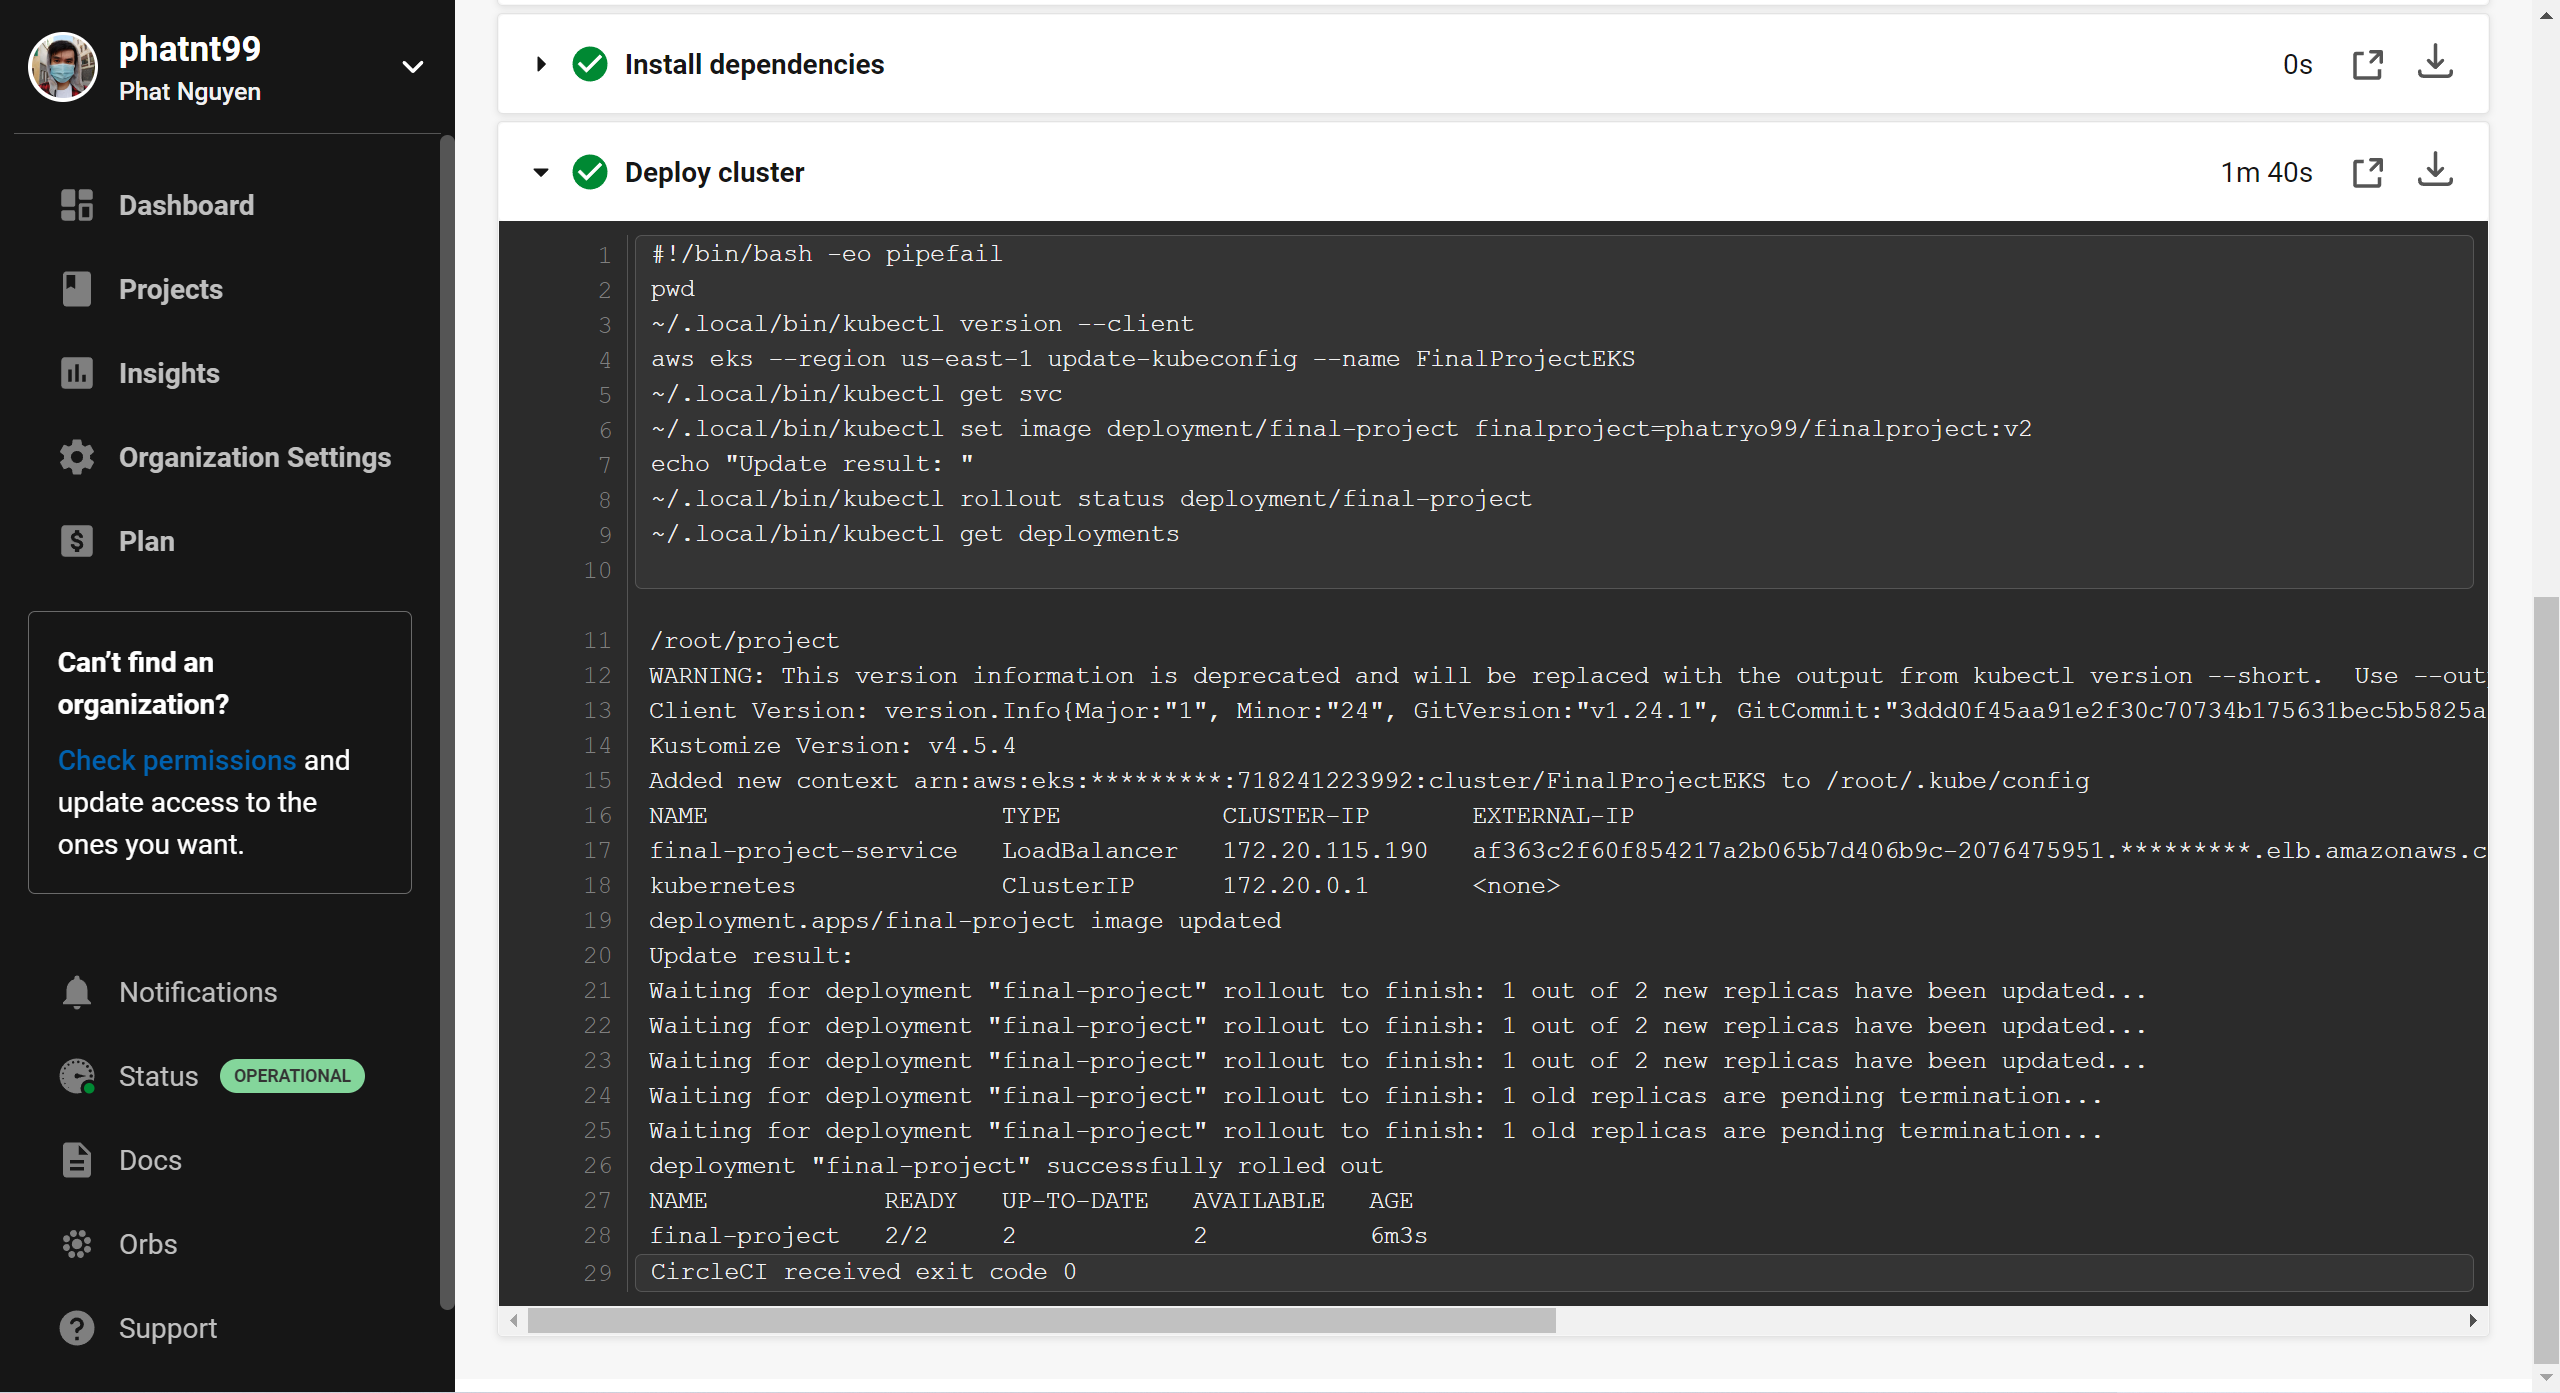 phatnt99
Phat Nguyen
Dashboard
Projects
Insights
Organization Settings
Plan
Can’t find an
organization?
Check permissions and
update access to the
ones you want.
Notifications
Status OPERATIONAL
Docs
Orbs
Support
Install dependencies 0s
Deploy cluster 1m 40s
1 #!/bin/bash -eo pipefail
2 pwd
3 ~/.local/bin/kubectl version --client
4 aws eks --region us-east-1 update-kubeconfig --name FinalProjectEKS
5 ~/.local/bin/kubectl get svc
6 ~/.local/bin/kubectl set image deployment/final-project finalproject=phatryo99/finalproject:v2
7 echo "Update result: "
8 ~/.local/bin/kubectl rollout status deployment/final-project
9 ~/.local/bin/kubectl get deployments
10
11 /root/project
12 WARNING: This version information is deprecated and will be replaced with the output from kubectl version --short.  Use --out
13 Client Version: version.Info{Major:"1", Minor:"24", GitVersion:"v1.24.1", GitCommit:"3ddd0f45aa91e2f30c70734b175631bec5b5825a
14 Kustomize Version: v4.5.4
15 Added new context arn:aws:eks:*********:718241223992:cluster/FinalProjectEKS to /root/.kube/config
16 NAME TYPE CLUSTER-IP EXTERNAL-IP
17 final-project-service LoadBalancer 172.20.115.190 af363c2f60f854217a2b065b7d406b9c-2076475951.*********.elb.amazonaws.c
18 kubernetes ClusterIP 172.20.0.1 <none>
19 deployment.apps/final-project image updated
20 Update result:
21 Waiting for deployment "final-project" rollout to finish: 1 out of 2 new replicas have been updated...
22 Waiting for deployment "final-project" rollout to finish: 1 out of 2 new replicas have been updated...
23 Waiting for deployment "final-project" rollout to finish: 1 out of 2 new replicas have been updated...
24 Waiting for deployment "final-project" rollout to finish: 1 old replicas are pending termination...
25 Waiting for deployment "final-project" rollout to finish: 1 old replicas are pending termination...
26 deployment "final-project" successfully rolled out
27 NAME READY UP-TO-DATE AVAILABLE AGE
28 final-project 2/2 2 2 6m3s
29 CircleCI received exit code 0